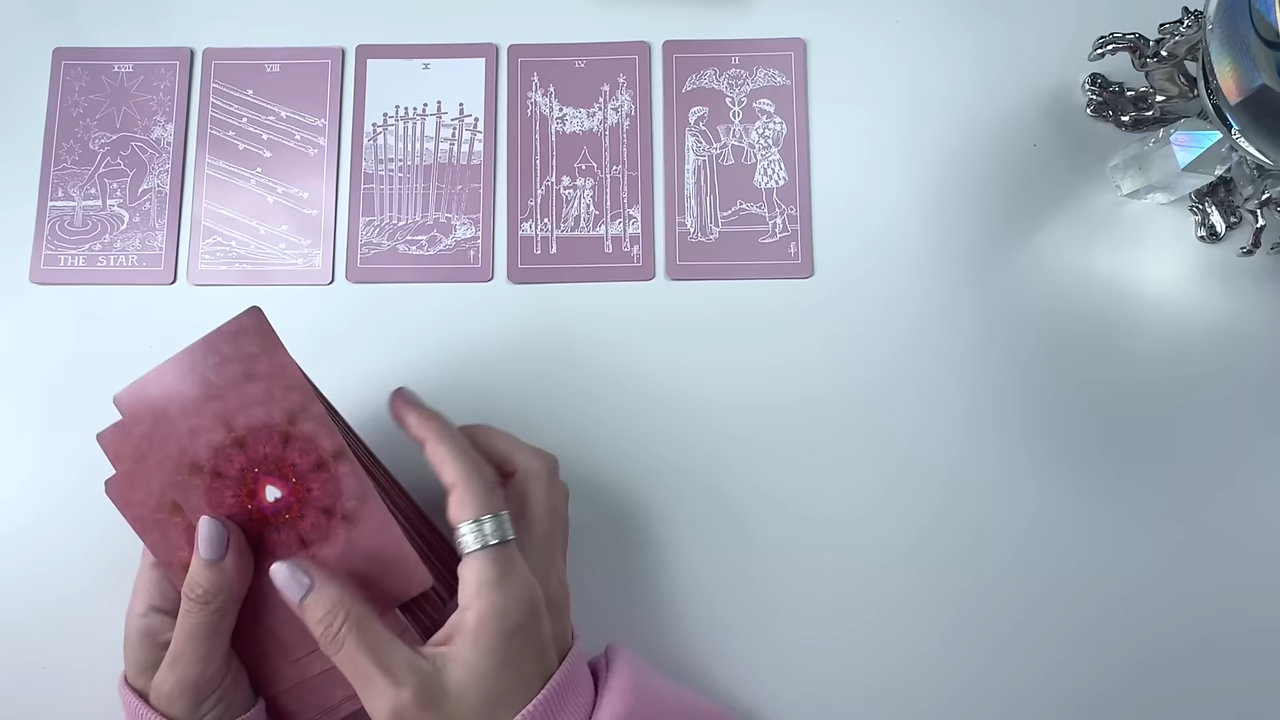 XVII
THE STAR.
VIII
X
IV
II